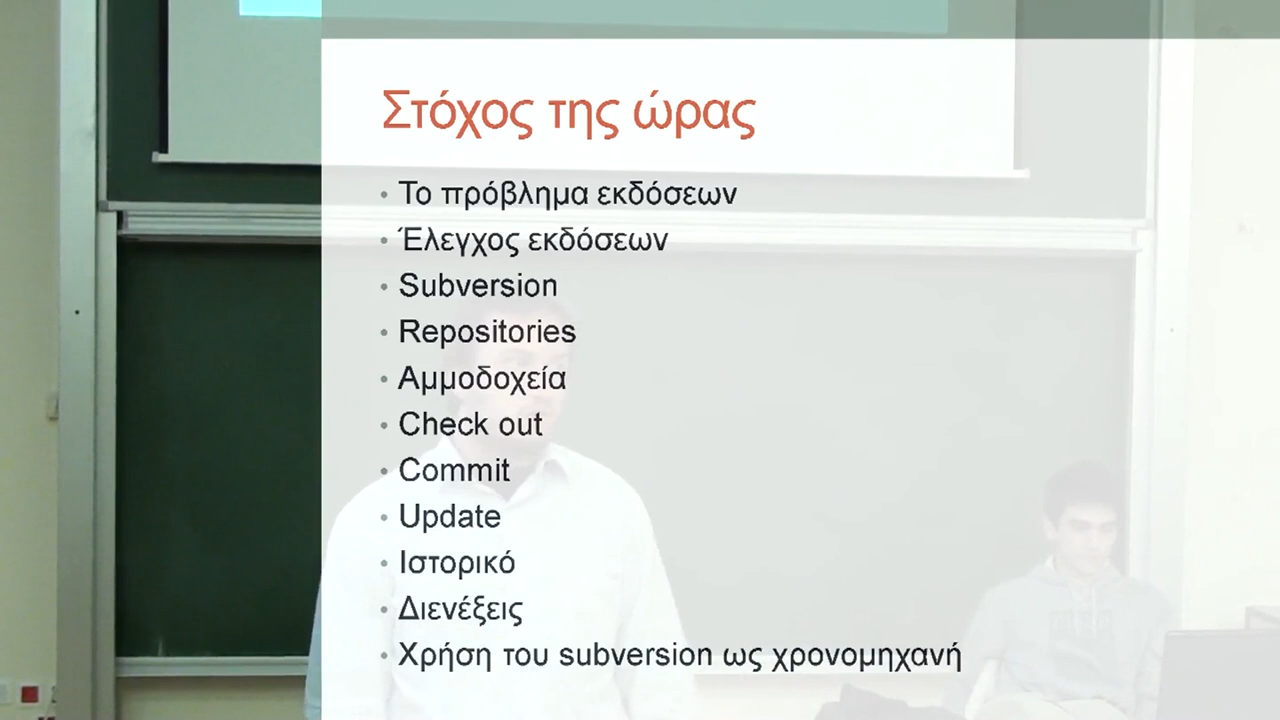 Στόχος της ώρας
• Το πρόβλημα εκδόσεων
• Έλεγχος εκδόσεων
• Subversion
• Repositories
• Αμμοδοχεία
• Check out
• Commit
• Update
• Ιστορικό
• Διενέξεις
• Χρήση του subversion ως χρονομηχανή